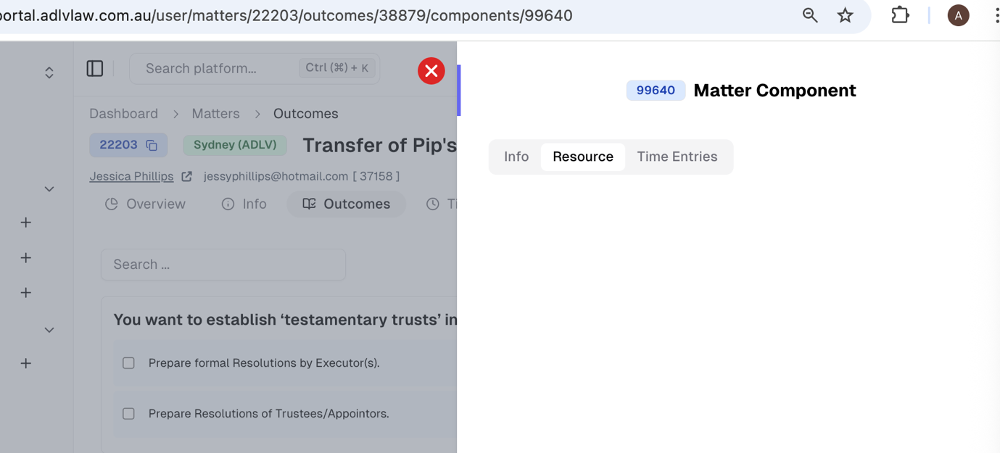 portal.adlvlaw.com.au/user/matters/22203/outcomes/38879/components/99640
A
Search platform...
Ctrl (⌘) + K
99640 Matter Component
Dashboard > Matters > Outcomes
22203 Sydney (ADLV) Transfer of Pip's
Info Resource Time Entries
Jessica Phillips jessyphillips@hotmail.com [ 37158 ]
Overview Info Outcomes Ti
Search ...
You want to establish ‘testamentary trusts’ in
Prepare formal Resolutions by Executor(s).
Prepare Resolutions of Trustees/Appointors.